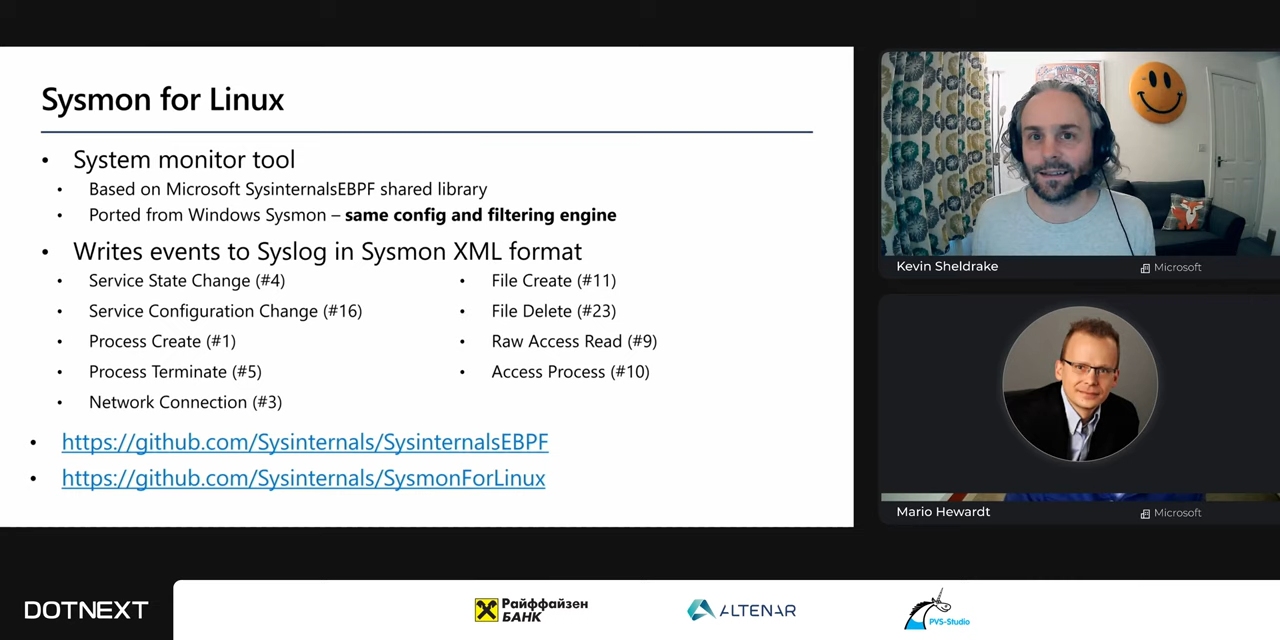 Sysmon for Linux
• System monitor tool
• Based on Microsoft SysinternalsEBPF shared library
• Ported from Windows Sysmon – same config and filtering engine
• Writes events to Syslog in Sysmon XML format
• Service State Change (#4)
• Service Configuration Change (#16)
• Process Create (#1)
• Process Terminate (#5)
• Network Connection (#3)
• File Create (#11)
• File Delete (#23)
• Raw Access Read (#9)
• Access Process (#10)
• https://github.com/Sysinternals/SysinternalsEBPF
• https://github.com/Sysinternals/SysmonForLinux
Kevin Sheldrake
Microsoft
Mario Hewardt
Microsoft
DOTNEXT
Райффайзен
БАНК
ALTENAR
PVS-Studio